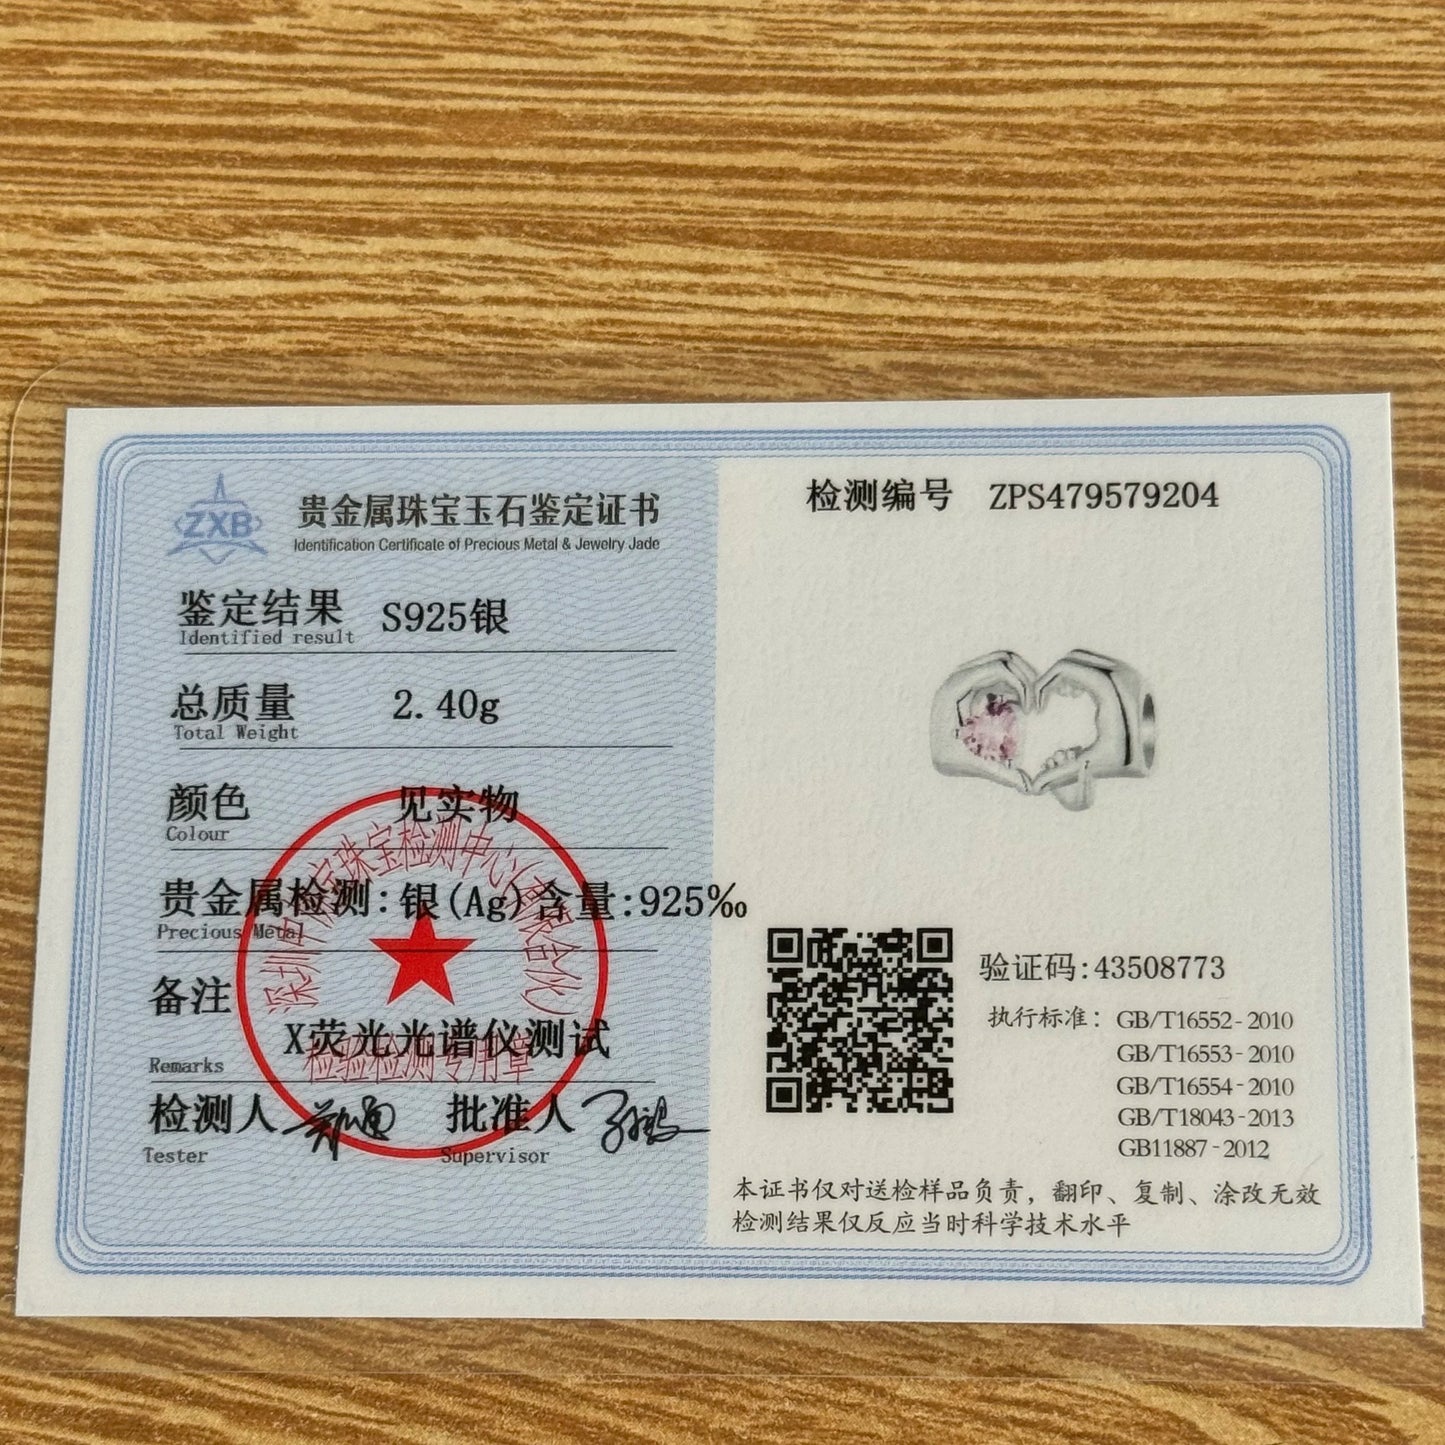 ZXB
贵金属珠宝玉石鉴定证书
Identification Certificate of Precious Metal & Jewelry Jade
鉴定结果 S925银
Identified result
总质量 2.40g
Total Weight
颜色 见实物
Colour
贵金属检测:银(Ag)含量:925‰
Precious Metal
备注
X荧光光谱仪测试
Remarks
检测人 批准人
Tester Supervisor
珠宝检测中心
检验检测专用章
检测编号 ZPS479579204
验证码:43508773
执行标准: GB/T16552-2010
GB/T16553-2010
GB/T16554-2010
GB/T18043-2013
GB11887-2012
本证书仅对送检样品负责，翻印、复制、涂改无效
检测结果仅反应当时科学技术水平